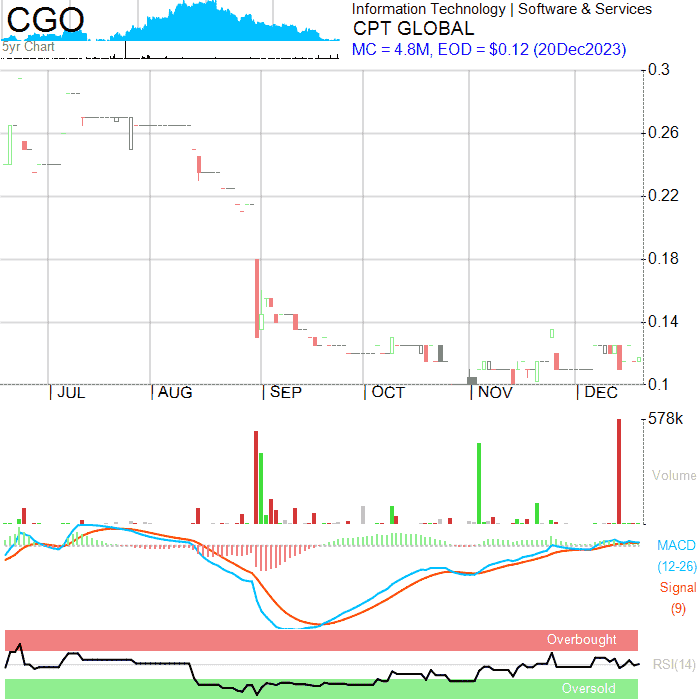 CGO
5yr Chart
Information Technology | Software & Services
CPT GLOBAL
MC = 4.8M, EOD = $0.12 (20Dec2023)
0.3
0.26
0.22
0.18
0.14
0.1
| JUL | AUG | SEP | OCT | NOV | DEC
578k
Volume
MACD
(12-26)
Signal
(9)
Overbought
RSI(14)
Oversold